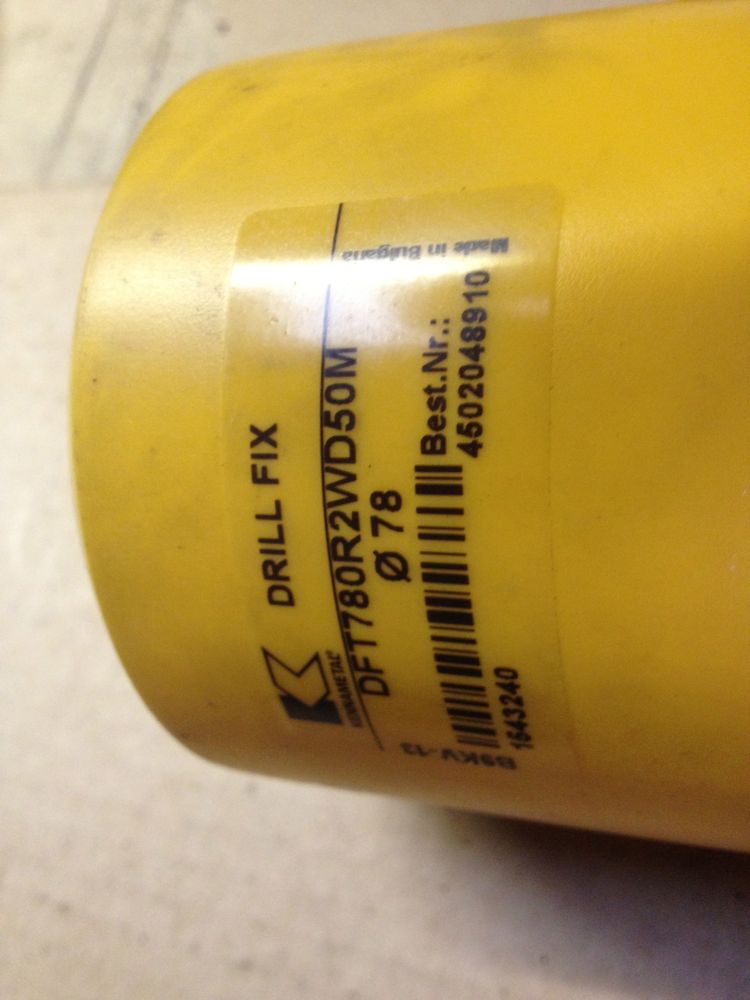 KENNAMETAL
DRILL FIX
DFT780R2WD50M
Ø 78
Best.Nr.:
4502048910
1643240
Made in Bulgaria
B9KV-13